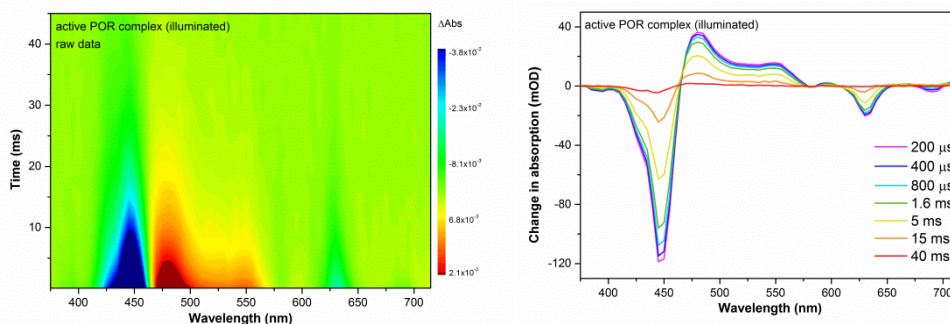 active POR complex (illuminated)
raw data
Time (ms)
40
30
20
10
400
450
500
550
600
650
700
Wavelength (nm)
ΔAbs
-3.8x10⁻²
-2.3x10⁻²
-8.1x10⁻³
6.8x10⁻³
2.1x10⁻²
active POR complex (illuminated)
Change in absorption (mOD)
40
0
-40
-80
-120
400
450
500
550
600
650
700
Wavelength (nm)
200 μs
400 μs
800 μs
1.6 ms
5 ms
15 ms
40 ms